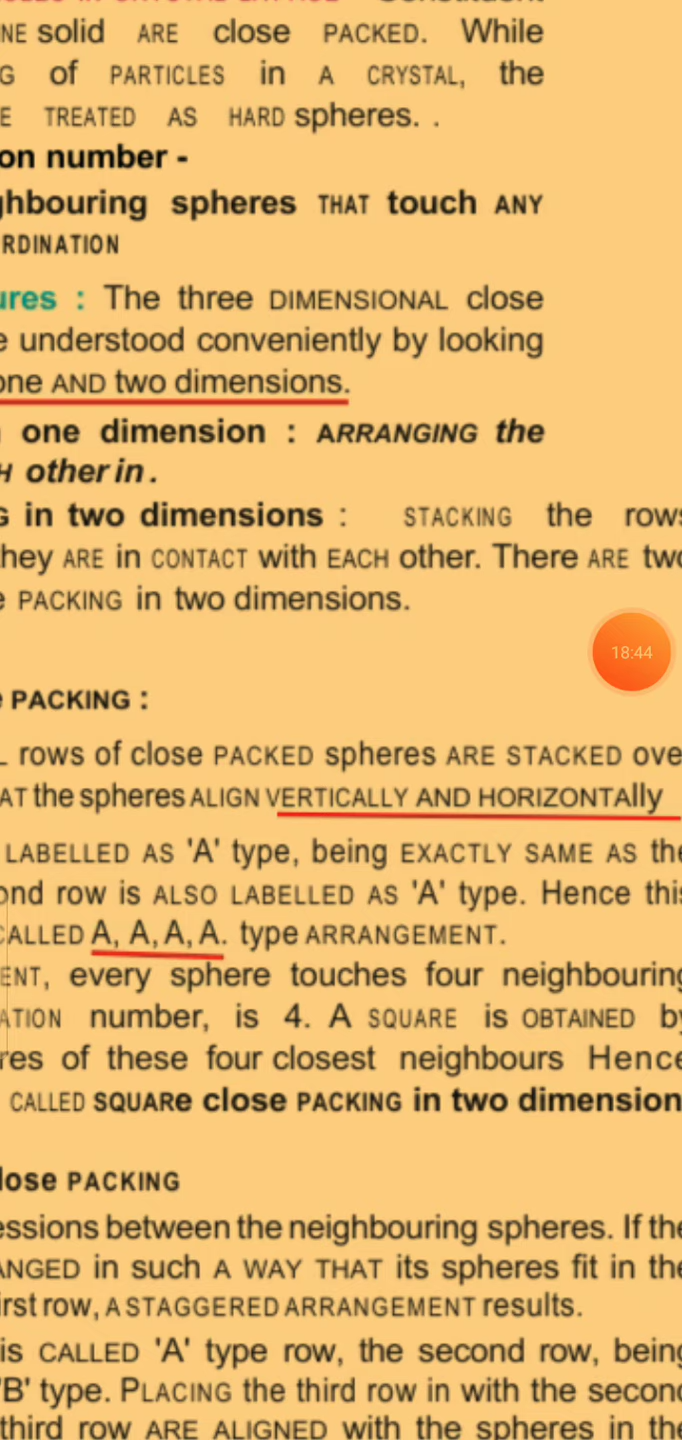 NE solid ARE close PACKED. While
G of PARTICLES in A CRYSTAL, the
E TREATED AS HARD spheres. .
on number -
ghbouring spheres THAT touch ANY
RDINATION
ures : The three DIMENSIONAL close
e understood conveniently by looking
one AND two dimensions.
one dimension : ARRANGING the
H other in .
G in two dimensions : STACKING the rows
they ARE in CONTACT with EACH other. There ARE two
e PACKING in two dimensions.
18:44
e PACKING :
L rows of close PACKED spheres ARE STACKED ove
AT the spheres ALIGN VERTICALLY AND HORIZONTAlly
LABELLED AS 'A' type, being EXACTLY SAME AS the
ond row is ALSO LABELLED AS 'A' type. Hence this
CALLED A, A, A, A. type ARRANGEMENT.
ENT, every sphere touches four neighbouring
ATION number, is 4. A SQUARE is OBTAINED by
res of these four closest neighbours Hence
CALLED SQUARe close PACKING in two dimension
lose PACKING
essions between the neighbouring spheres. If the
ANGED in such A WAY THAT its spheres fit in the
irst row, A STAGGERED ARRANGEMENT results.
is CALLED 'A' type row, the second row, being
'B' type. PLACING the third row in with the second
third row ARE ALIGNED with the spheres in the